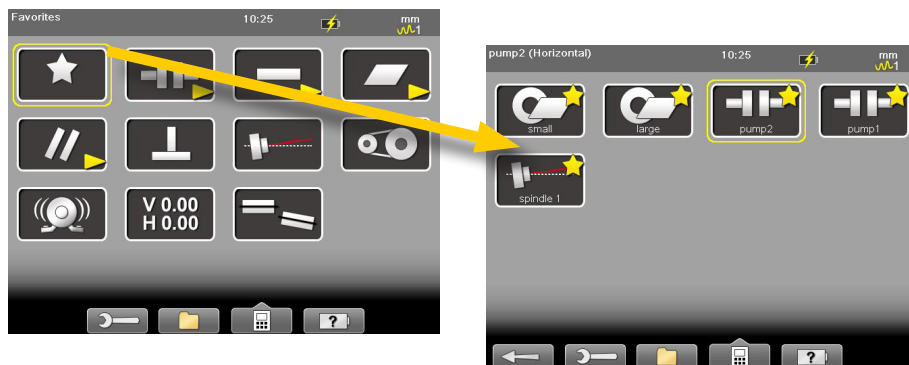 Favorites
10:25
mm
1
V 0.00
H 0.00
?
pump2 (Horizontal)
10:25
mm
1
small
large
pump2
pump1
spindle 1
?